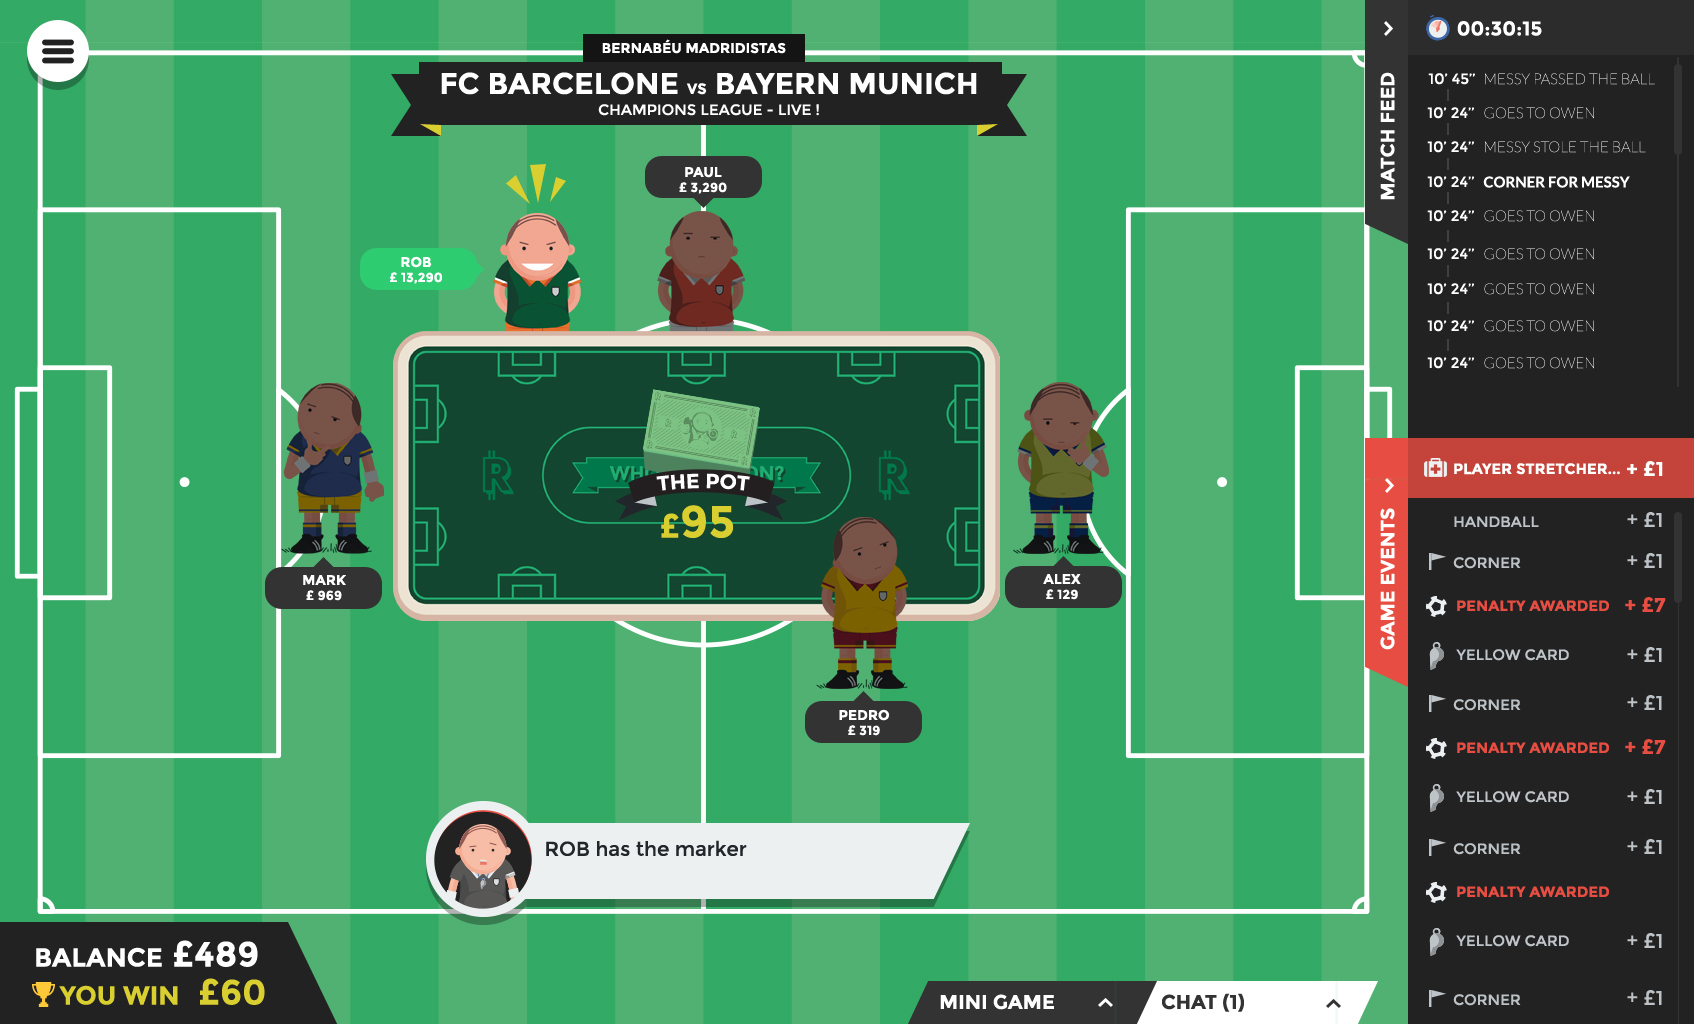 BERNABÉU MADRIDISTAS
FC BARCELONE VS BAYERN MUNICH
CHAMPIONS LEAGUE - LIVE !
PAUL
£ 3,290
ROB
£ 13,290
THE POT
£95
MARK
£ 969
ALEX
£ 129
PEDRO
£ 319
ROB has the marker
BALANCE £489
YOU WIN £60
MINI GAME
CHAT (1)
MATCH FEED
00:30:15
10' 45" MESSY PASSED THE BALL
10' 24" GOES TO OWEN
10' 24" MESSY STOLE THE BALL
10' 24" CORNER FOR MESSY
10' 24" GOES TO OWEN
10' 24" GOES TO OWEN
10' 24" GOES TO OWEN
10' 24" GOES TO OWEN
10' 24" GOES TO OWEN
GAME EVENTS
PLAYER STRETCHER... + £1
HANDBALL + £1
CORNER + £1
PENALTY AWARDED + £7
YELLOW CARD + £1
CORNER + £1
PENALTY AWARDED + £7
YELLOW CARD + £1
CORNER + £1
PENALTY AWARDED
YELLOW CARD + £1
CORNER + £1